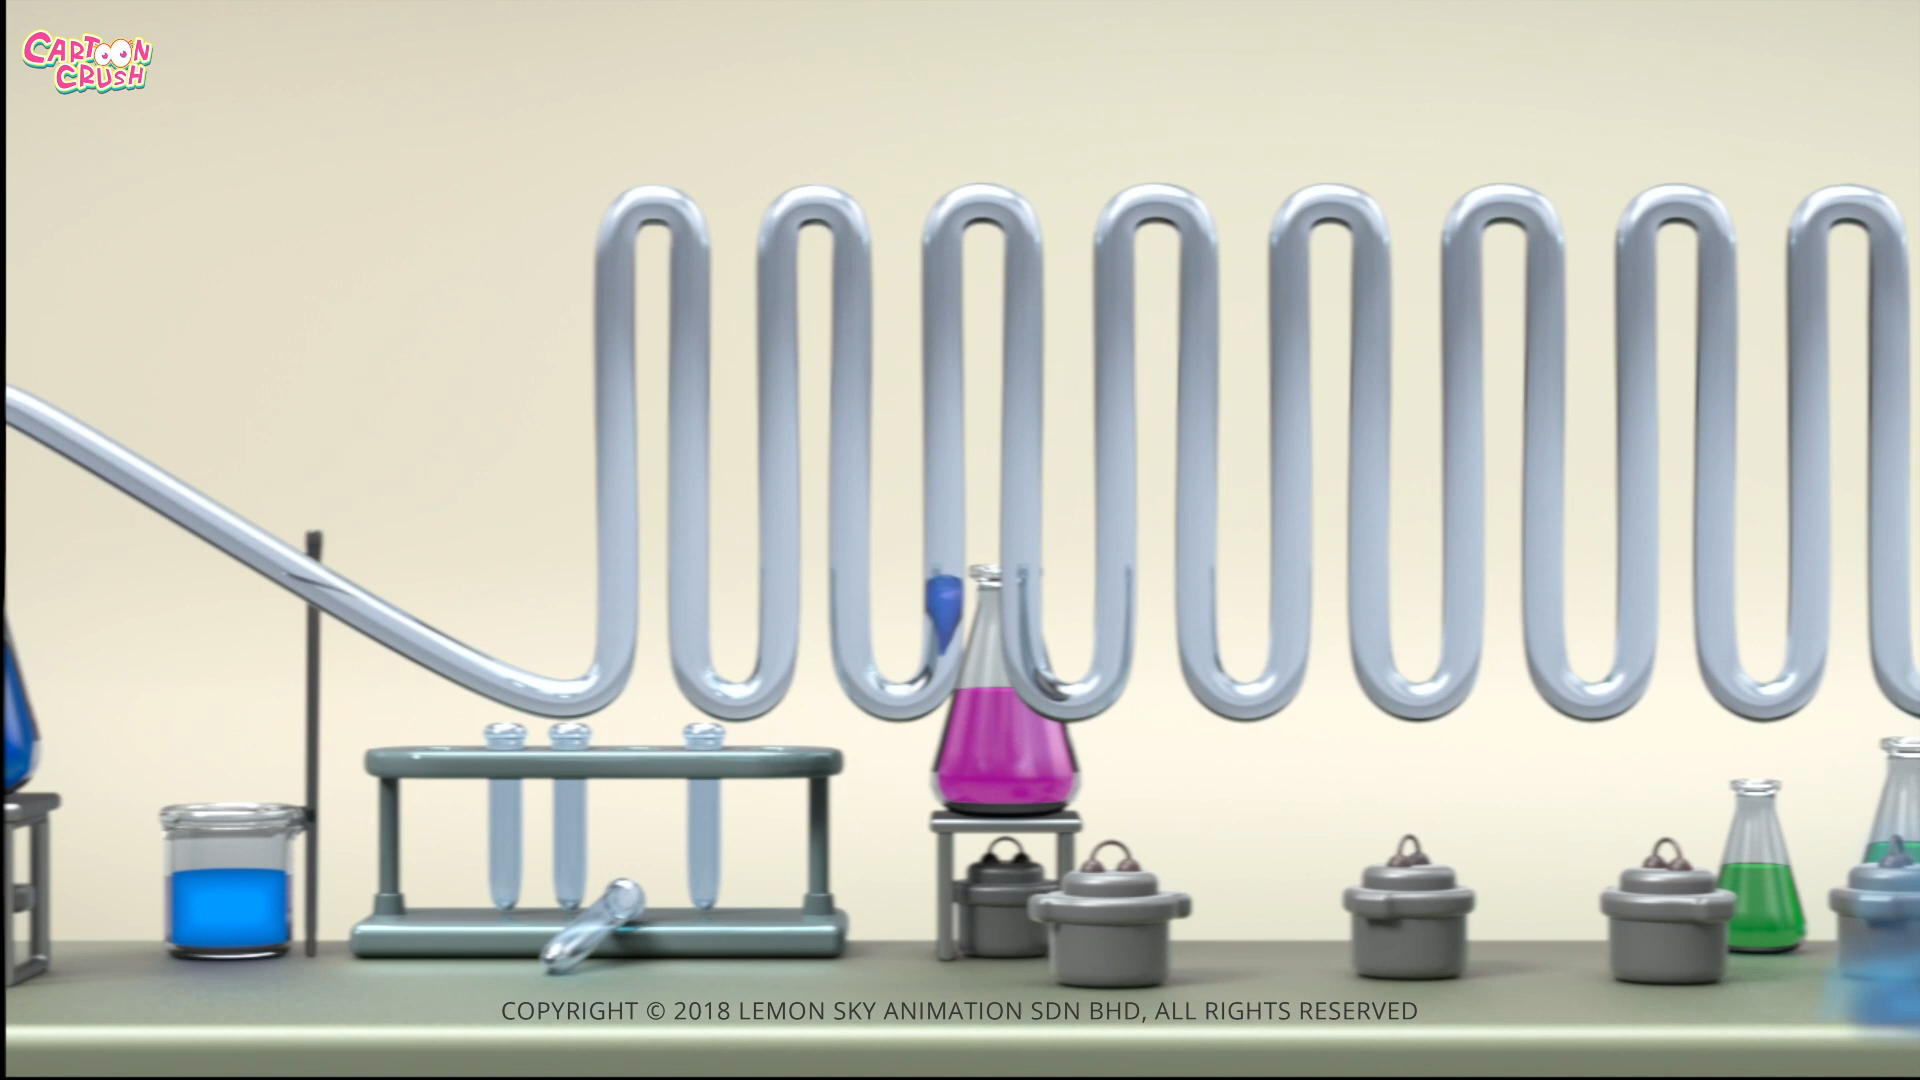 CARTOON
CRUSH
COPYRIGHT © 2018 LEMON SKY ANIMATION SDN BHD, ALL RIGHTS RESERVED